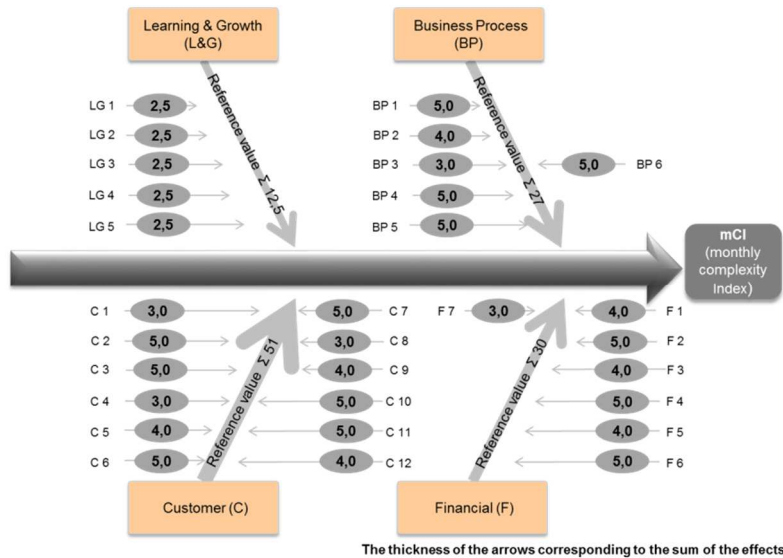 Learning & Growth
(L&G)
Business Process
(BP)
LG 1 2,5
LG 2 2,5
LG 3 2,5
LG 4 2,5
LG 5 2,5
Reference value Σ 12,5
BP 1 5,0
BP 2 4,0
BP 3 3,0
BP 4 5,0
BP 5 5,0
Reference value Σ 27
5,0 BP 6
mCI
(monthly
complexity
Index)
C 1 3,0
C 2 5,0
C 3 5,0
C 4 3,0
C 5 4,0
C 6 5,0
Reference value Σ 51
5,0 C 7
3,0 C 8
4,0 C 9
5,0 C 10
5,0 C 11
4,0 C 12
F 7 3,0
Reference value Σ 30
4,0 F 1
5,0 F 2
4,0 F 3
5,0 F 4
4,0 F 5
5,0 F 6
Customer (C)
Financial (F)
The thickness of the arrows corresponding to the sum of the effects